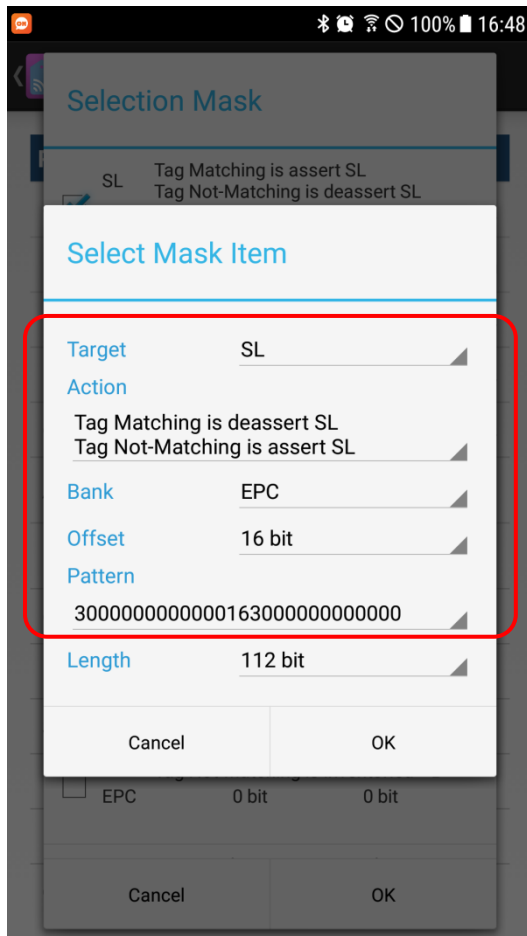 100% 16:48
Selection Mask
SL Tag Matching is assert SL
Tag Not-Matching is deassert SL
Select Mask Item
Target SL
Action
Tag Matching is deassert SL
Tag Not-Matching is assert SL
Bank EPC
Offset 16 bit
Pattern
3000000000000163000000000000
Length 112 bit
Cancel OK
EPC 0 bit 0 bit
Cancel OK